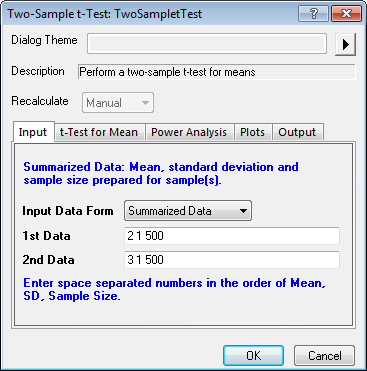 Two-Sample t-Test: TwoSampletTest
Dialog Theme
Description Perform a two-sample t-test for means
Recalculate Manual
Input t-Test for Mean Power Analysis Plots Output
Summarized Data: Mean, standard deviation and
sample size prepared for sample(s).
Input Data Form Summarized Data
1st Data 2 1 500
2nd Data 3 1 500
Enter space separated numbers in the order of Mean,
SD, Sample Size.
OK Cancel